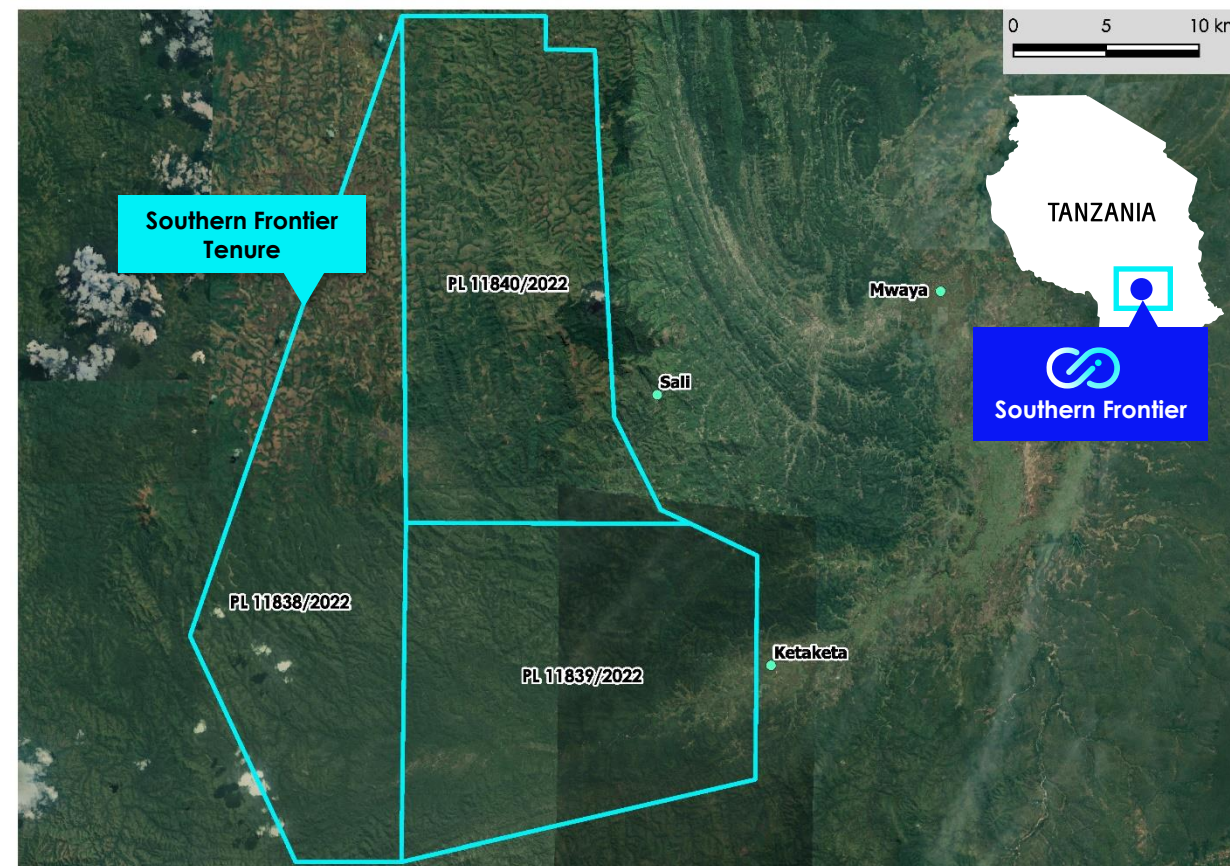 0 5 10 km
Southern Frontier
Tenure
TANZANIA
PL 11840/2022
Mwaya
Sali
Southern Frontier
PL 11838/2022
Ketaketa
PL 11839/2022